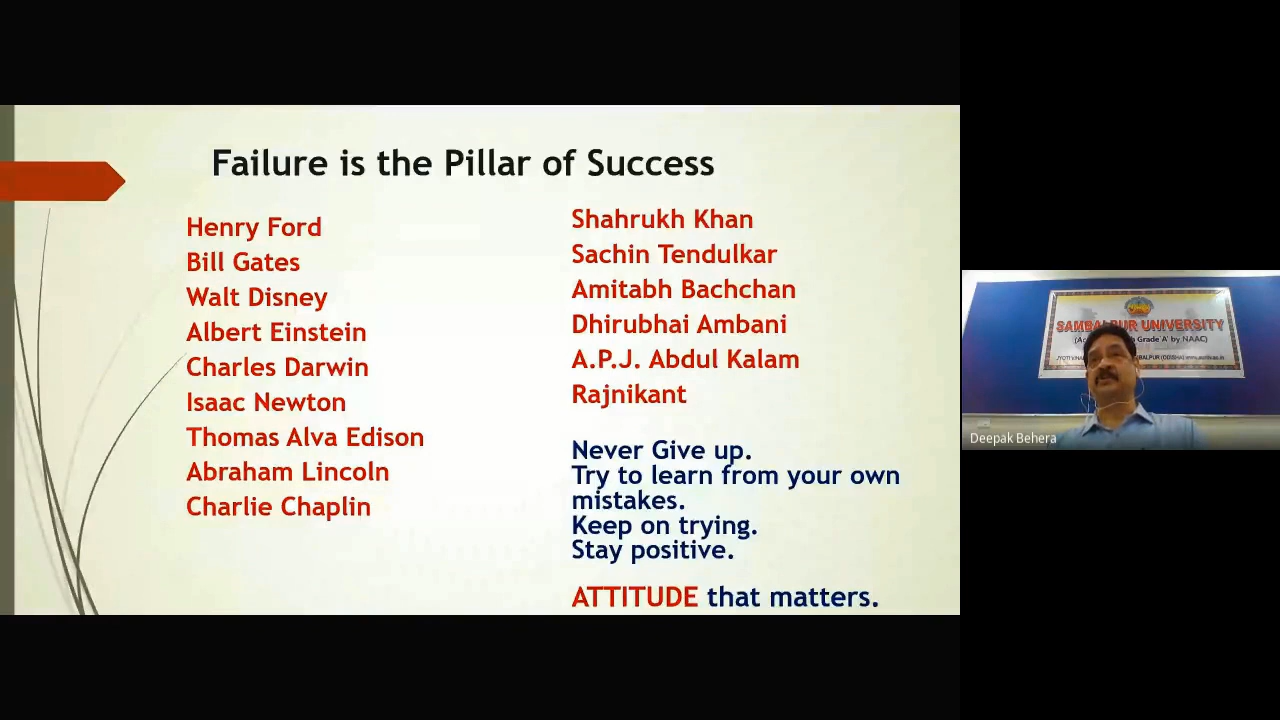 Failure is the Pillar of Success
Henry Ford
Bill Gates
Walt Disney
Albert Einstein
Charles Darwin
Isaac Newton
Thomas Alva Edison
Abraham Lincoln
Charlie Chaplin
Shahrukh Khan
Sachin Tendulkar
Amitabh Bachchan
Dhirubhai Ambani
A.P.J. Abdul Kalam
Rajnikant
Never Give up.
Try to learn from your own
mistakes.
Keep on trying.
Stay positive.
ATTITUDE that matters.
SAMBALPUR UNIVERSITY
Grade A' by NAAC)
Deepak Behera